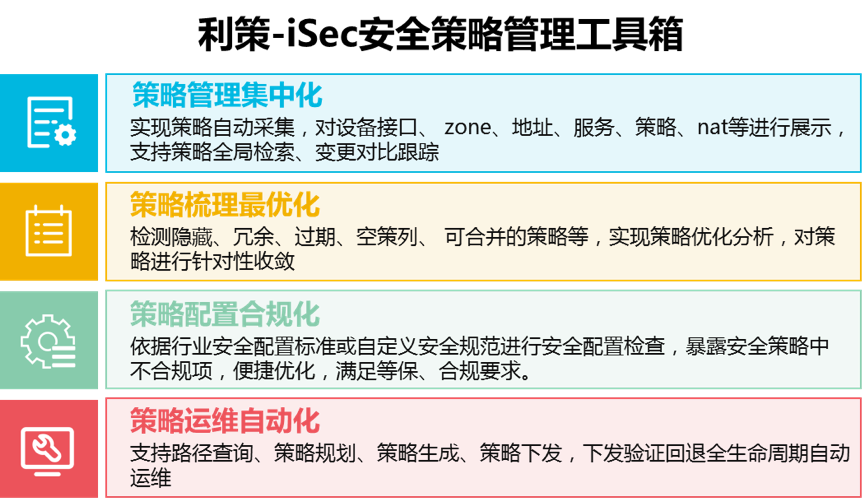 利策-iSec安全策略管理工具箱
策略管理集中化
实现策略自动采集，对设备接口、 zone、地址、服务、策略、nat等进行展示，
支持策略全局检索、变更对比跟踪
策略梳理最优化
检测隐藏、冗余、过期、空策列、 可合并的策略等，实现策略优化分析，对策
略进行针对性收敛
策略配置合规化
依据行业安全配置标准或自定义安全规范进行安全配置检查，暴露安全策略中
不合规项，便捷优化，满足等保、合规要求。
策略运维自动化
支持路径查询、策略规划、策略生成、策略下发，下发验证回退全生命周期自动
运维